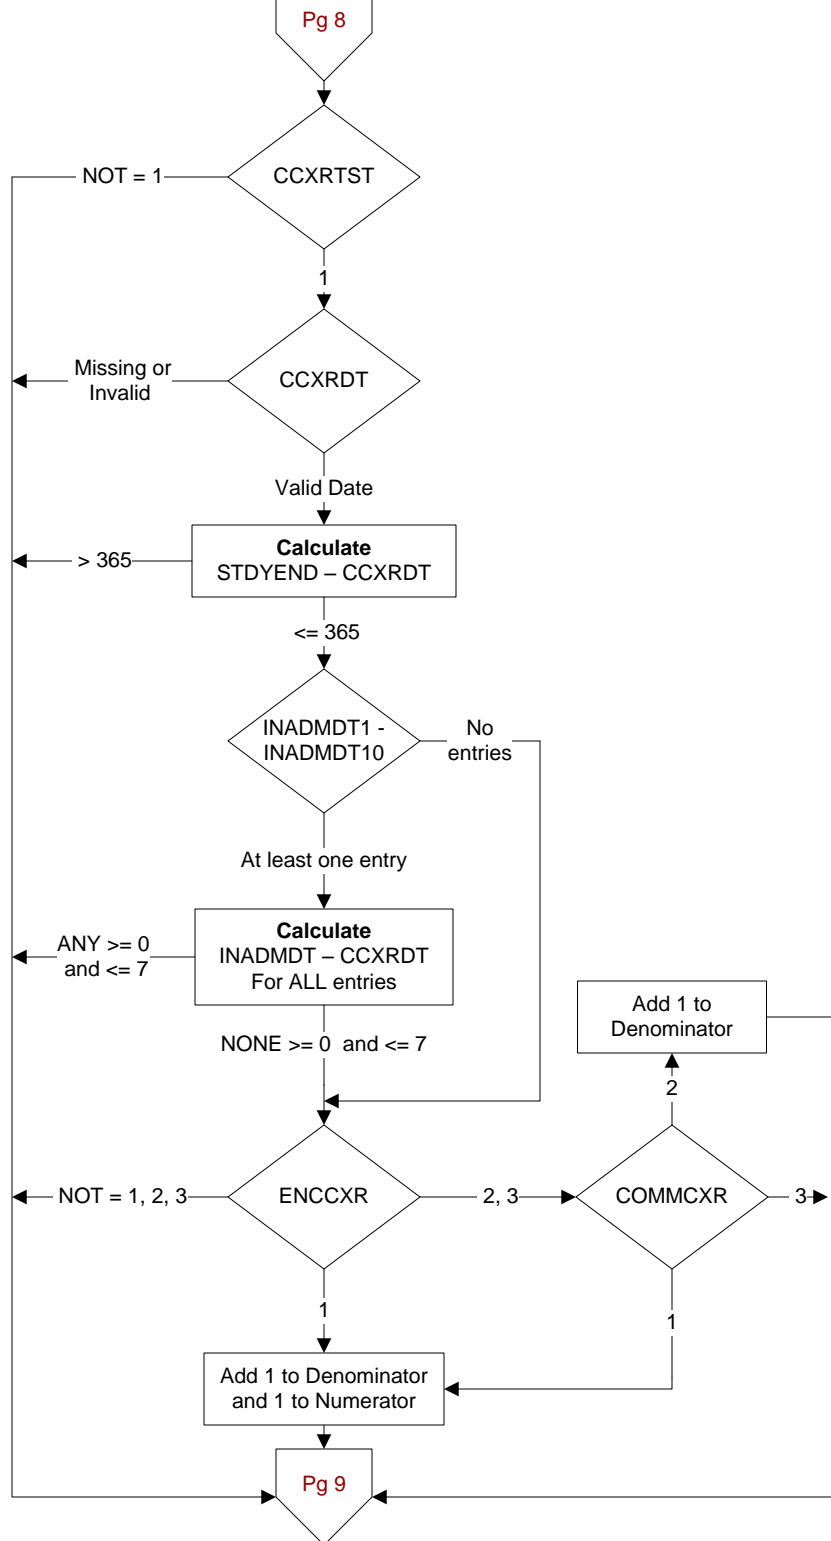 Pg 8
CCXRTST
NOT = 1
1
CCXRDT
Missing or
Invalid
Valid Date
Calculate
STDYEND – CCXRDT
> 365
<= 365
INADMDT1 -
INADMDT10
No
entries
At least one entry
Calculate
INADMDT – CCXRDT
For ALL entries
ANY >= 0
and <= 7
NONE >= 0 and <= 7
Add 1 to
Denominator
2
NOT = 1, 2, 3
ENCCXR
2, 3
COMMCXR
3
1
1
Add 1 to Denominator
and 1 to Numerator
Pg 9